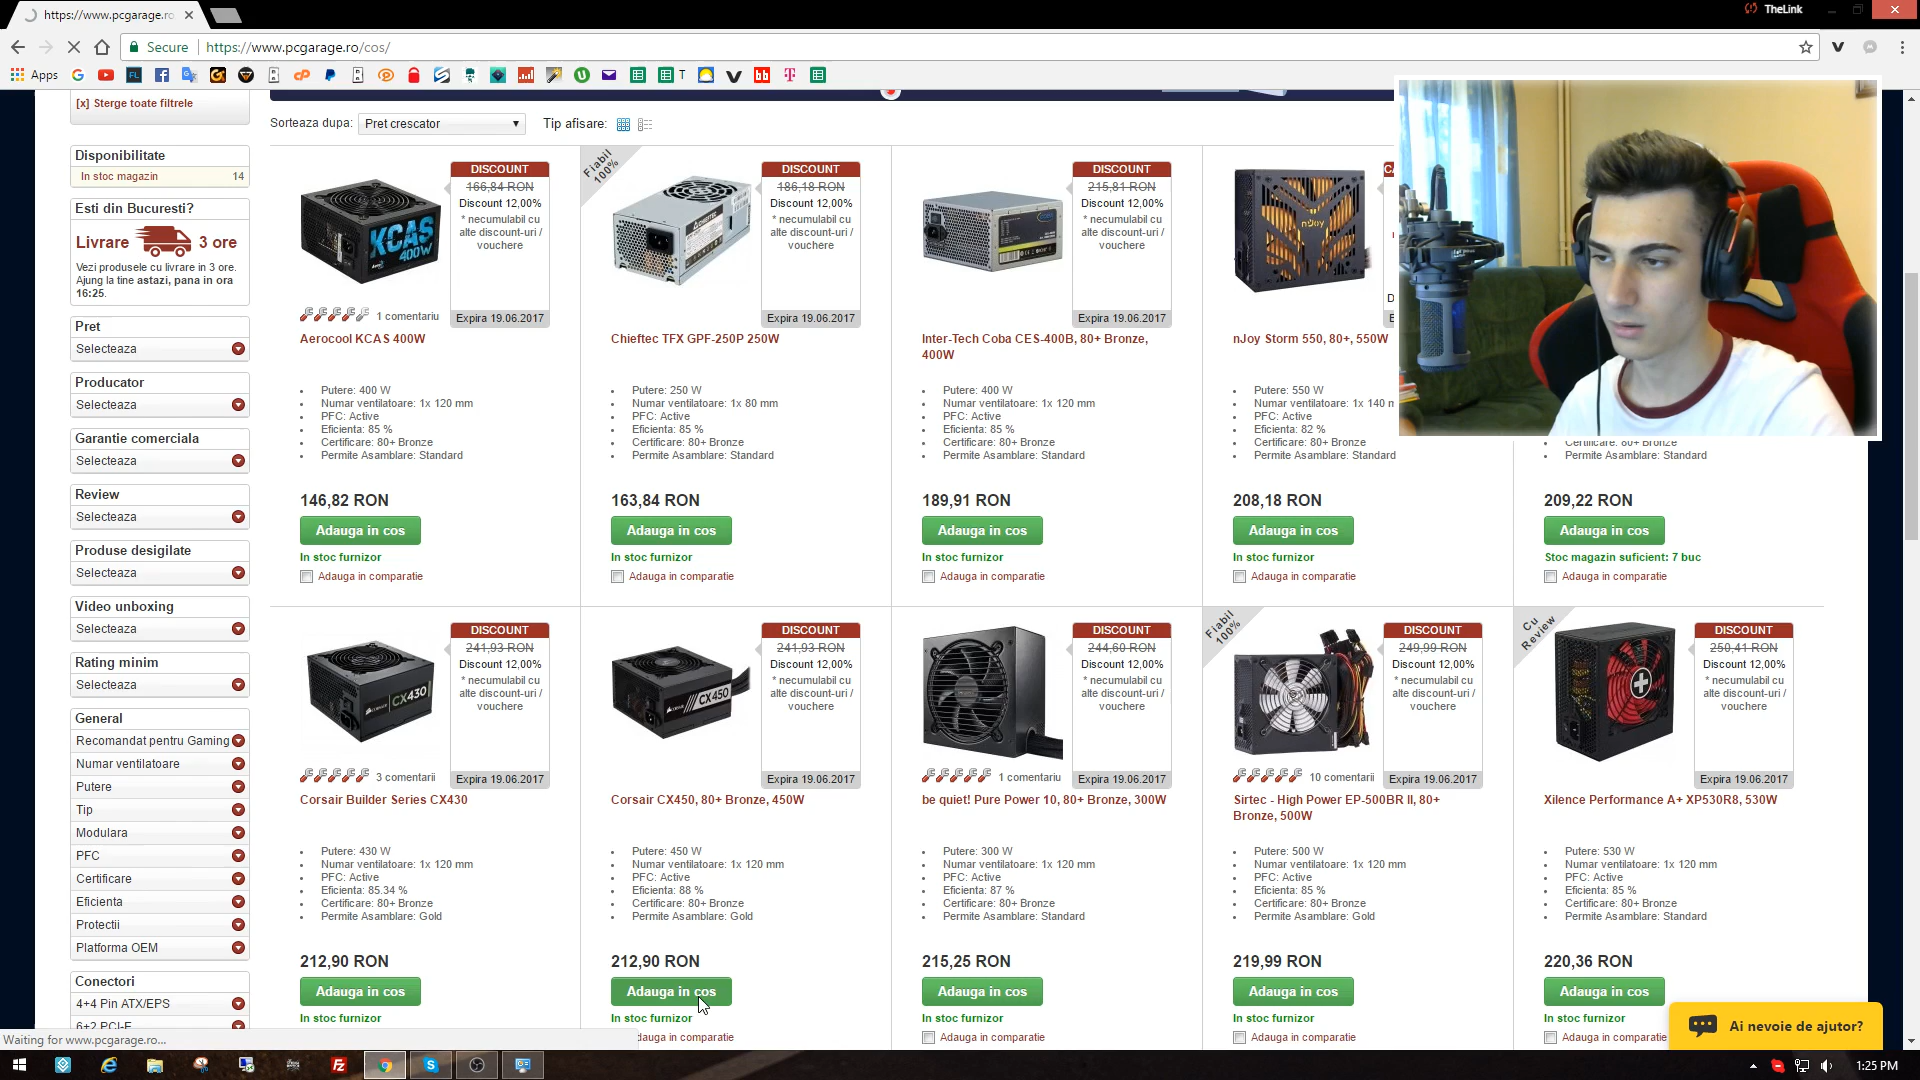 https://www.pcgarage.ro
TheLink
Secure
https://www.pcgarage.ro/cos/
Apps
T
[x] Sterge toate filtrele
Sorteaza dupa:
Pret crescator
Tip afisare:
Disponibilitate
In stoc magazin 14
Esti din Bucuresti?
Livrare 3 ore
Vezi produsele cu livrare in 3 ore.
Ajung la tine astazi, pana in ora
16:25.
Pret
Selecteaza
Producator
Selecteaza
Garantie comerciala
Selecteaza
Review
Selecteaza
Produse desigilate
Selecteaza
Video unboxing
Selecteaza
Rating minim
Selecteaza
General
Recomandat pentru Gaming
Numar ventilatoare
Putere
Tip
Modulara
PFC
Certificare
Eficienta
Protectii
Platforma OEM
Conectori
4+4 Pin ATX/EPS
6+2 PCI-E
KCAS
400W
DISCOUNT
166,84 RON
Discount 12,00%
* necumulabil cu
alte discount-uri /
vouchere
Expira 19.06.2017
1 comentariu
Aerocool KCAS 400W
Putere: 400 W
Numar ventilatoare: 1x 120 mm
PFC: Active
Eficienta: 85 %
Certificare: 80+ Bronze
Permite Asamblare: Standard
146,82 RON
Adauga in cos
In stoc furnizor
Adauga in comparatie
Fiabil
100%
DISCOUNT
186,18 RON
Discount 12,00%
* necumulabil cu
alte discount-uri /
vouchere
Expira 19.06.2017
Chieftec TFX GPF-250P 250W
Putere: 250 W
Numar ventilatoare: 1x 80 mm
PFC: Active
Eficienta: 85 %
Certificare: 80+ Bronze
Permite Asamblare: Standard
163,84 RON
Adauga in cos
In stoc furnizor
Adauga in comparatie
DISCOUNT
215,81 RON
Discount 12,00%
* necumulabil cu
alte discount-uri /
vouchere
Expira 19.06.2017
Inter-Tech Coba CES-400B, 80+ Bronze,
400W
Putere: 400 W
Numar ventilatoare: 1x 120 mm
PFC: Active
Eficienta: 85 %
Certificare: 80+ Bronze
Permite Asamblare: Standard
189,91 RON
Adauga in cos
In stoc furnizor
Adauga in comparatie
nJoy
nJoy Storm 550, 80+, 550W
Putere: 550 W
Numar ventilatoare: 1x 140 m
PFC: Active
Eficienta: 82 %
Certificare: 80+ Bronze
Permite Asamblare: Standard
208,18 RON
Adauga in cos
In stoc furnizor
Adauga in comparatie
Certificare: 80+ Bronze
Permite Asamblare: Standard
209,22 RON
Adauga in cos
Stoc magazin suficient: 7 buc
Adauga in comparatie
CX430
DISCOUNT
241,93 RON
Discount 12,00%
* necumulabil cu
alte discount-uri /
vouchere
Expira 19.06.2017
3 comentarii
Corsair Builder Series CX430
Putere: 430 W
Numar ventilatoare: 1x 120 mm
PFC: Active
Eficienta: 85.34 %
Certificare: 80+ Bronze
Permite Asamblare: Gold
212,90 RON
Adauga in cos
In stoc furnizor
CX450
DISCOUNT
241,93 RON
Discount 12,00%
* necumulabil cu
alte discount-uri /
vouchere
Expira 19.06.2017
Corsair CX450, 80+ Bronze, 450W
Putere: 450 W
Numar ventilatoare: 1x 120 mm
PFC: Active
Eficienta: 88 %
Certificare: 80+ Bronze
Permite Asamblare: Gold
212,90 RON
Adauga in cos
In stoc furnizor
dauga in comparatie
DISCOUNT
244,60 RON
Discount 12,00%
* necumulabil cu
alte discount-uri /
vouchere
Expira 19.06.2017
1 comentariu
be quiet! Pure Power 10, 80+ Bronze, 300W
Putere: 300 W
Numar ventilatoare: 1x 120 mm
PFC: Active
Eficienta: 87 %
Certificare: 80+ Bronze
Permite Asamblare: Standard
215,25 RON
Adauga in cos
In stoc furnizor
Adauga in comparatie
Fiabil
100%
DISCOUNT
249,99 RON
Discount 12,00%
* necumulabil cu
alte discount-uri /
vouchere
Expira 19.06.2017
10 comentarii
Sirtec - High Power EP-500BR II, 80+
Bronze, 500W
Putere: 500 W
Numar ventilatoare: 1x 120 mm
PFC: Active
Eficienta: 85 %
Certificare: 80+ Bronze
Permite Asamblare: Gold
219,99 RON
Adauga in cos
In stoc furnizor
Adauga in comparatie
Cu
Review
DISCOUNT
250,41 RON
Discount 12,00%
* necumulabil cu
alte discount-uri /
vouchere
Expira 19.06.2017
Xilence Performance A+ XP530R8, 530W
Putere: 530 W
Numar ventilatoare: 1x 120 mm
PFC: Active
Eficienta: 85 %
Certificare: 80+ Bronze
Permite Asamblare: Standard
220,36 RON
Adauga in cos
In stoc furnizor
Adauga in comparatie
Ai nevoie de ajutor?
Waiting for www.pcgarage.ro...
1:25 PM